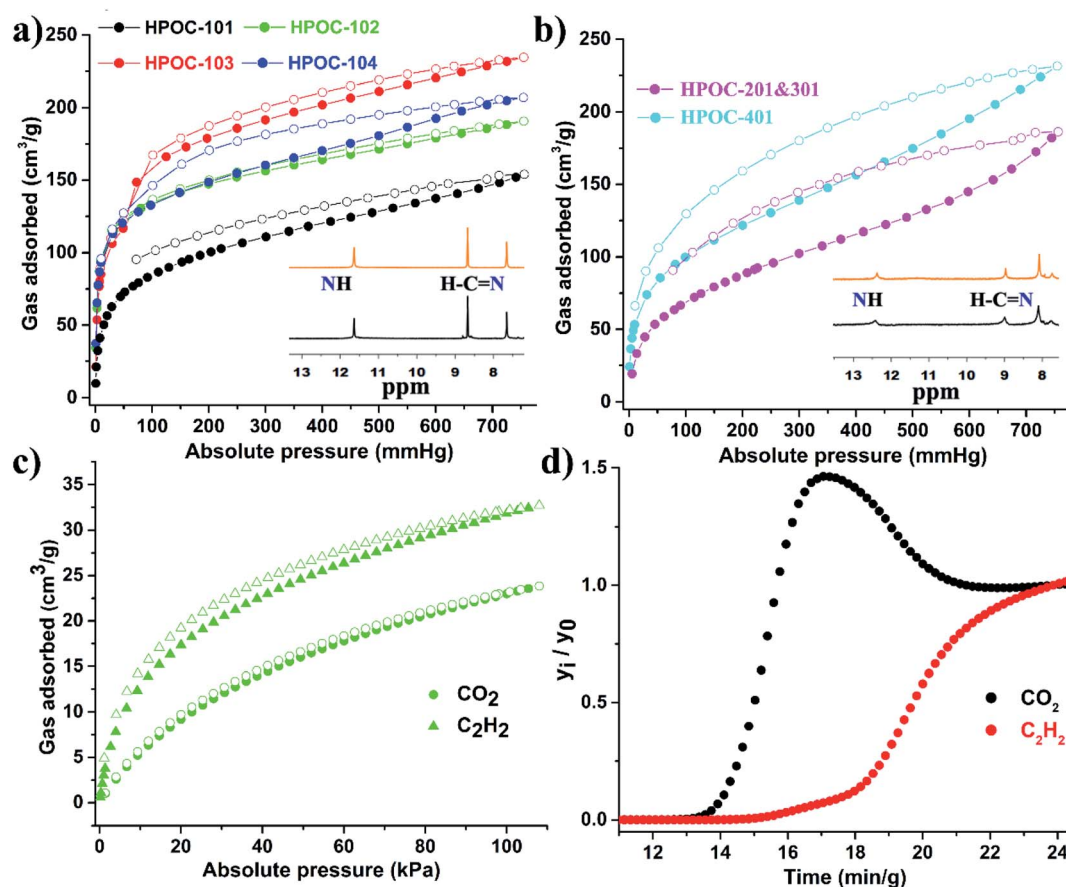 a)
HPOC-101
HPOC-102
HPOC-103
HPOC-104
Gas adsorbed (cm³/g)
250
200
150
100
50
0
NH
H-C=N
13 12 11 10 9 8
ppm
0 100 200 300 400 500 600 700
Absolute pressure (mmHg)
b)
HPOC-201&301
HPOC-401
Gas adsorbed (cm³/g)
250
200
150
100
50
0
NH
H-C=N
13 12 11 10 9 8
ppm
0 100 200 300 400 500 600 700
Absolute pressure (mmHg)
c)
Gas adsorbed (cm³/g)
35
30
25
20
15
10
5
0
CO₂
C₂H₂
0 20 40 60 80 100
Absolute pressure (kPa)
d)
yᵢ / y₀
1.5
1.0
0.5
0.0
CO₂
C₂H₂
12 14 16 18 20 22 24
Time (min/g)